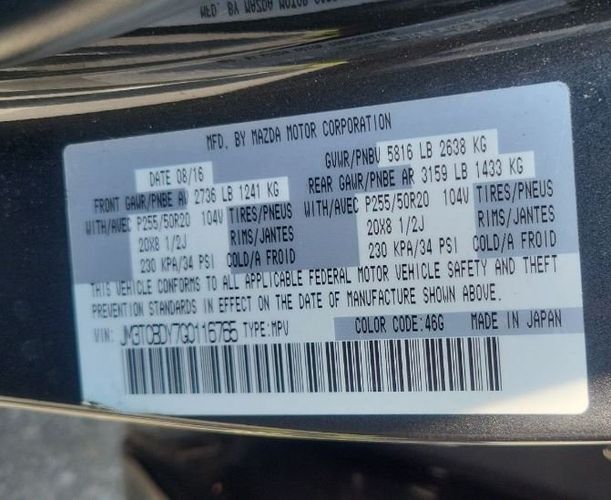 MFD. BY MAZDA MOTOR CORPORATION
DATE 08/16 GVWR/PNBV 5816 LB 2638 KG
FRONT GAWR/PNBE AV 2736 LB 1241 KG REAR GAWR/PNBE AR 3159 LB 1433 KG
WITH/AVEC P255/50R20 104V TIRES/PNEUS WITH/AVEC P255/50R20 104V TIRES/PNEUS
20X8 1/2J RIMS/JANTES 20X8 1/2J RIMS/JANTES
230 KPA/34 PSI COLD/A FROID 230 KPA/34 PSI COLD/A FROID
THIS VEHICLE CONFORMS TO ALL APPLICABLE FEDERAL MOTOR VEHICLE SAFETY AND THEFT
PREVENTION STANDARDS IN EFFECT ON THE DATE OF MANUFACTURE SHOWN ABOVE.
VIN: JM3TCBDY7G0116765 TYPE:MPV COLOR CODE:46G MADE IN JAPAN